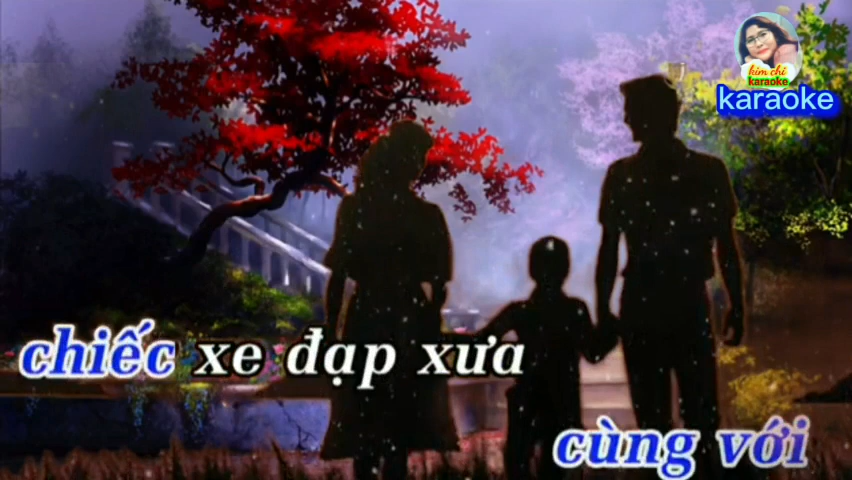 kim chi
karaoke
karaoke
chiếc xe đạp xưa
cùng với